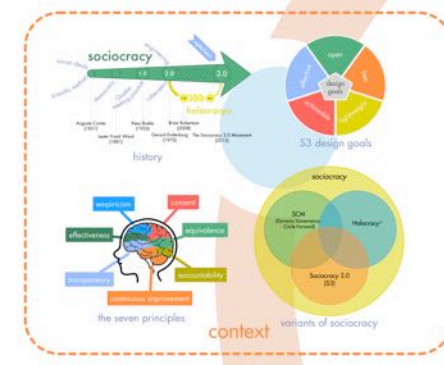 sociocracy
1.0
2.0
3.0
holacracy
Auguste Comte
(1851)
Lester Frank Ward
(1881)
Kees Boeke
(1926)
Gerard Endenburg
(1970)
Brian Robertson
(2008)
The Sociocracy 3.0 Movement
(2015)
history
open
free
lightweight
effective
design
goals
S3 design goals
empiricism
consent
effectiveness
equivalence
transparency
accountability
continuous improvement
the seven principles
sociocracy
SCM
(Dynamic Governance,
Circle Forward)
Holacracy
Sociocracy 3.0
(S3)
variants of sociocracy
context